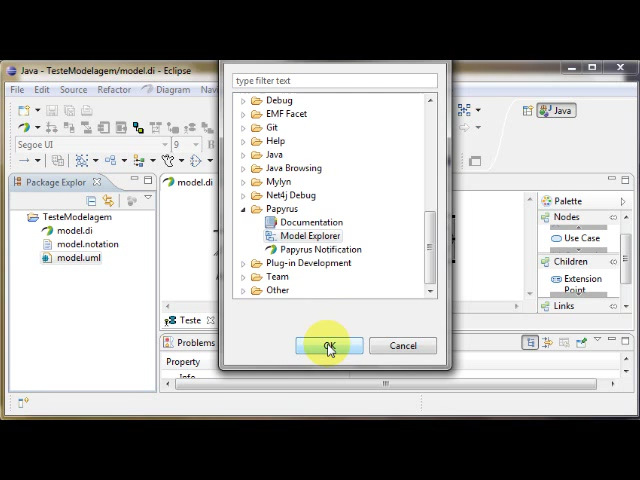 Java - TesteModelagem/model.di - Eclipse
File Edit Source Refactor Diagram Nav
Segoe UI 9 B
Java
Package Explor
TesteModelagem
model.di
model.notation
model.uml
model.di
type filter text
Debug
EMF Facet
Git
Help
Java
Java Browsing
Mylyn
Net4j Debug
Papyrus
Documentation
Model Explorer
Papyrus Notification
Plug-in Development
Team
Other
OK Cancel
Palette
Nodes
Use Case
Children
Extension
Point
Links
Teste
Problems
Property
Info